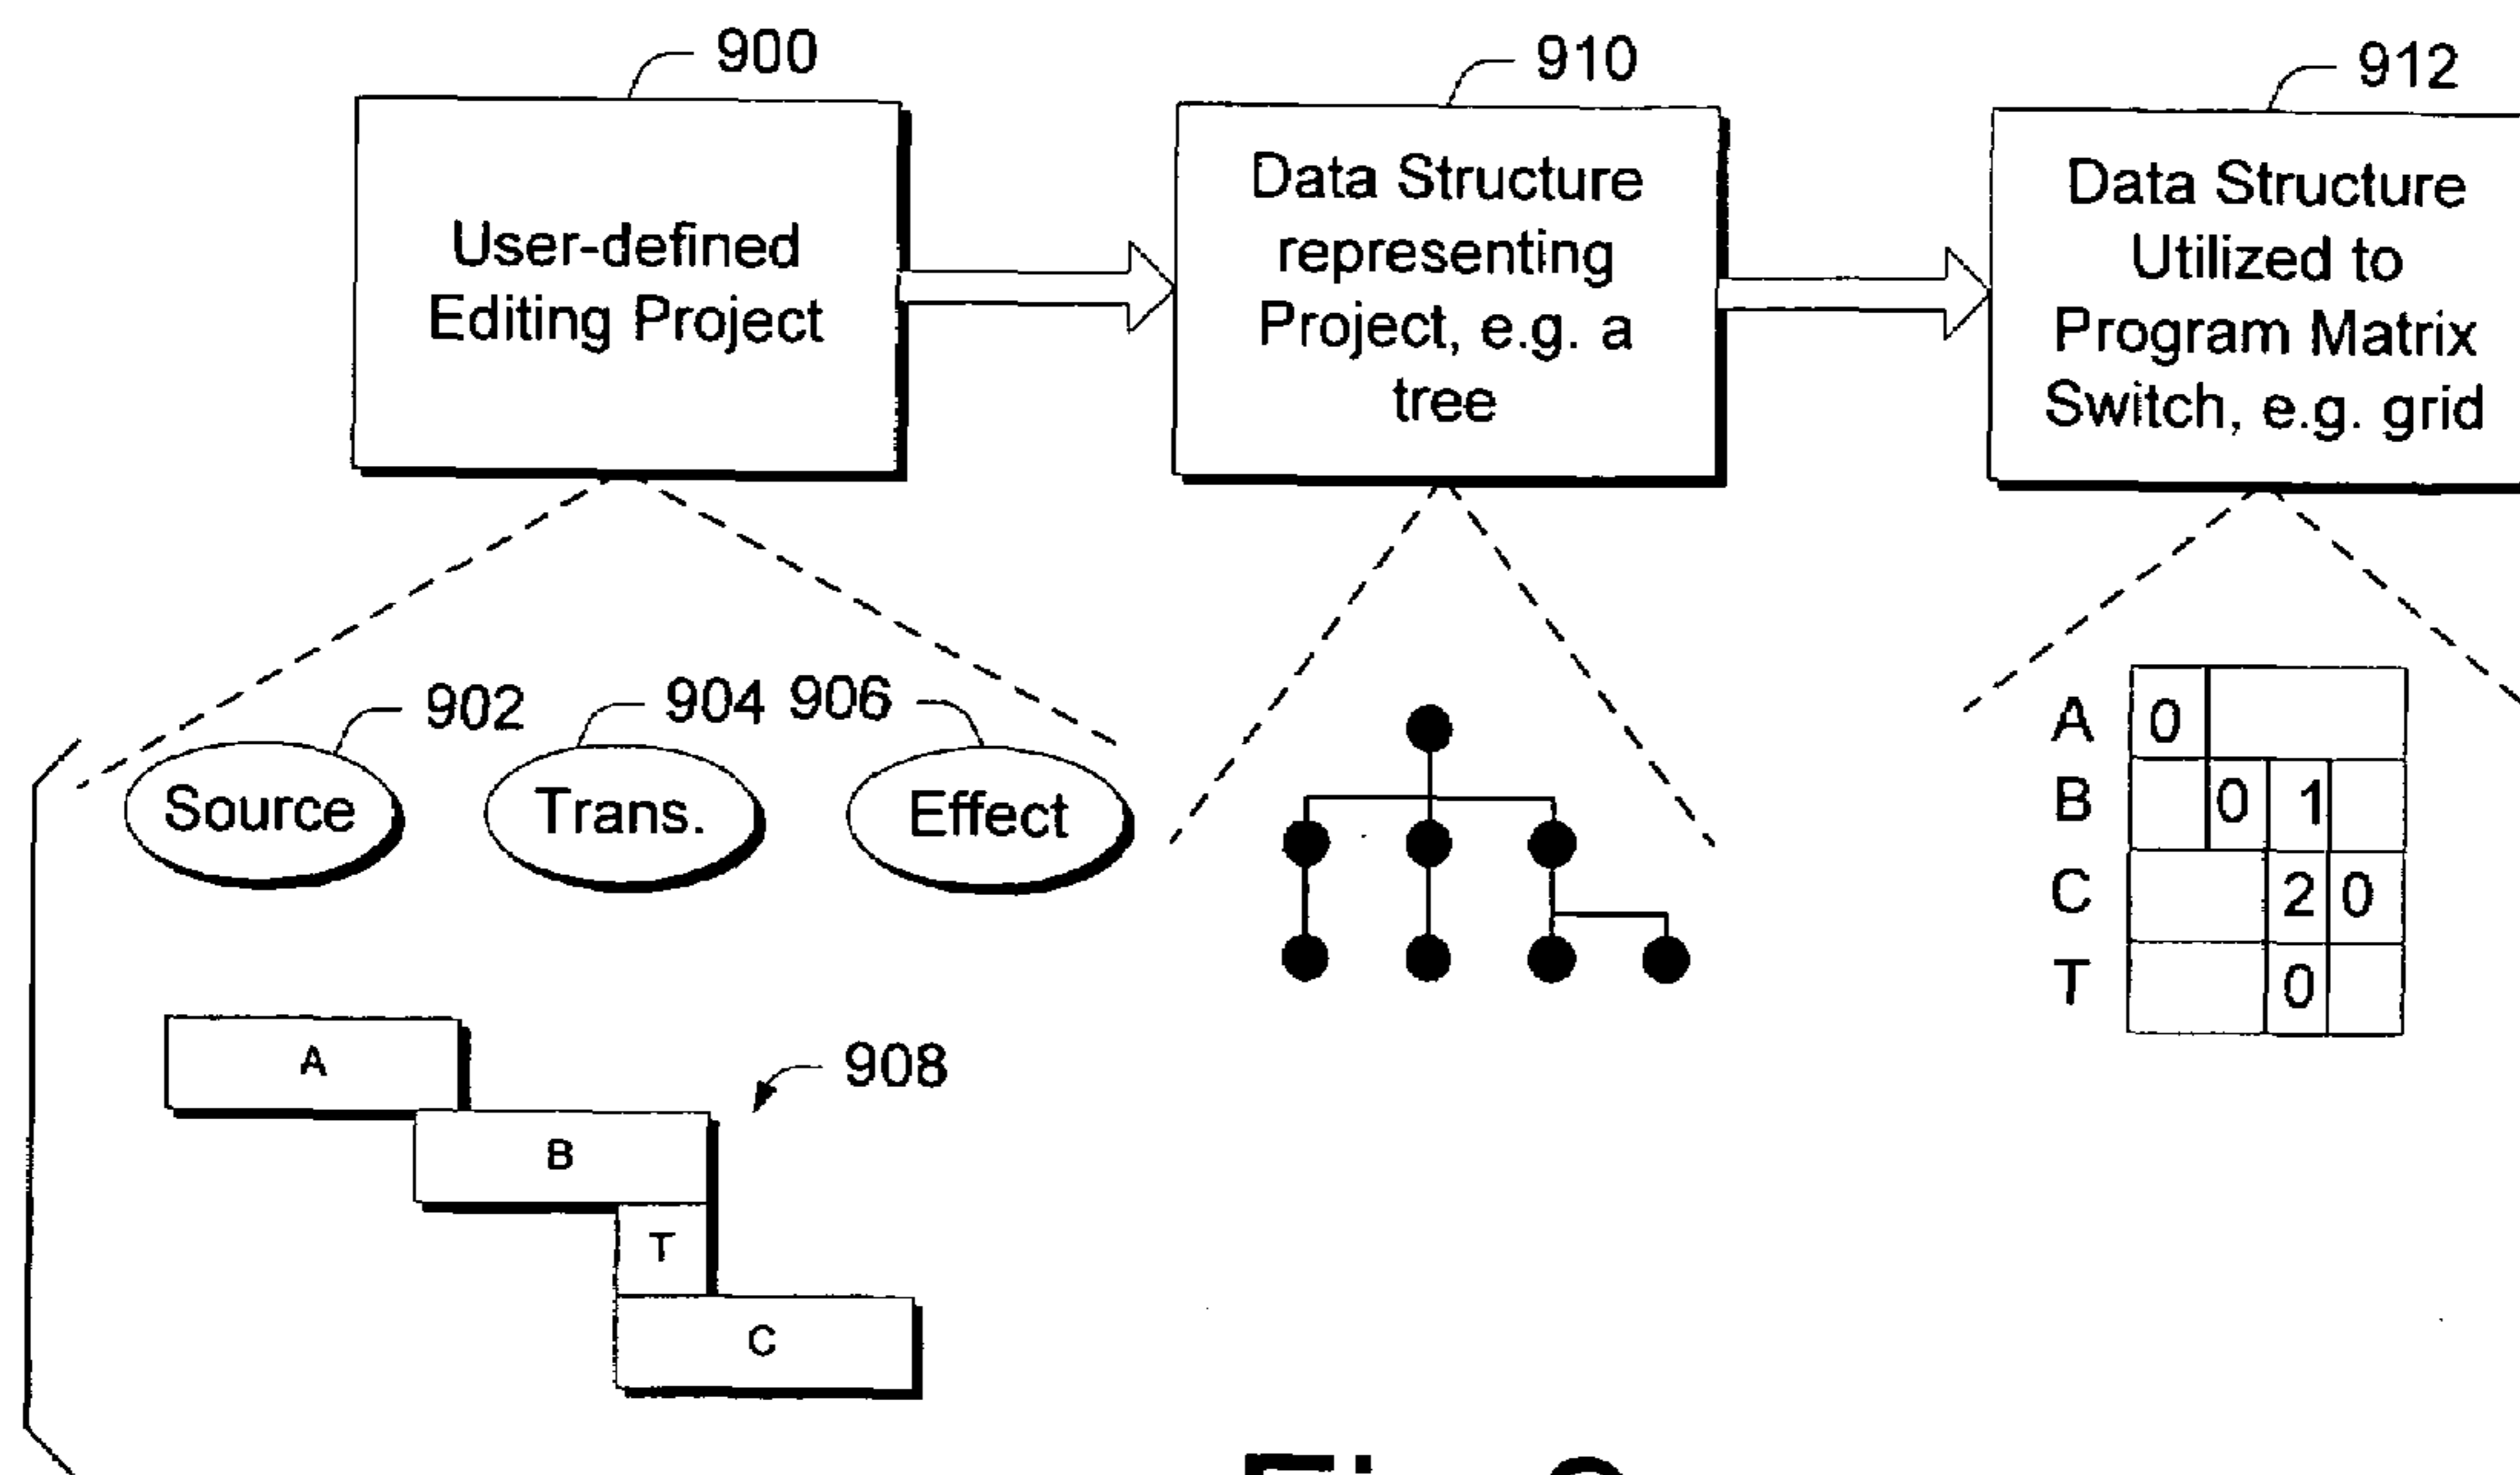 900
910
912
User-defined
Editing Project
Data Structure
representing
Project, e.g. a
tree
Data Structure
Utilized to
Program Matrix
Switch, e.g. grid
902
904
906
Source
Trans.
Effect
A 0
B 0 1
C 2 0
T 0
A
908
B
T
C